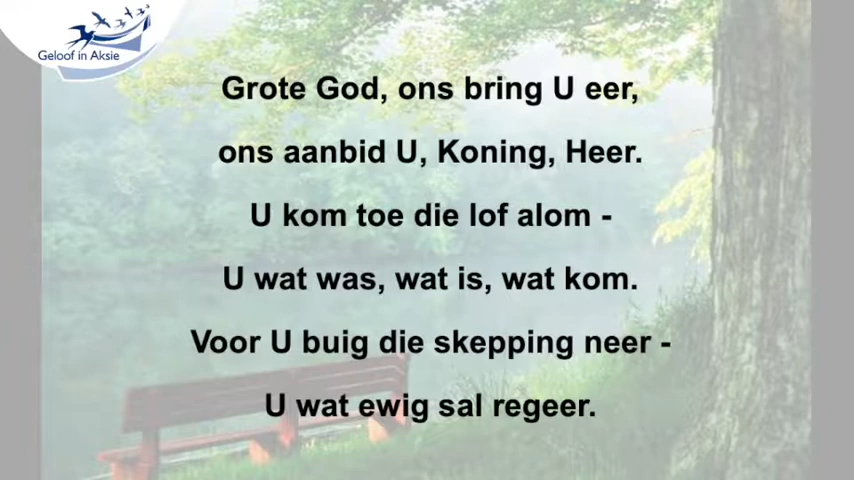 Geloof in Aksie
Grote God, ons bring U eer,
ons aanbid U, Koning, Heer.
U kom toe die lof alom -
U wat was, wat is, wat kom.
Voor U buig die skepping neer -
U wat ewig sal regeer.